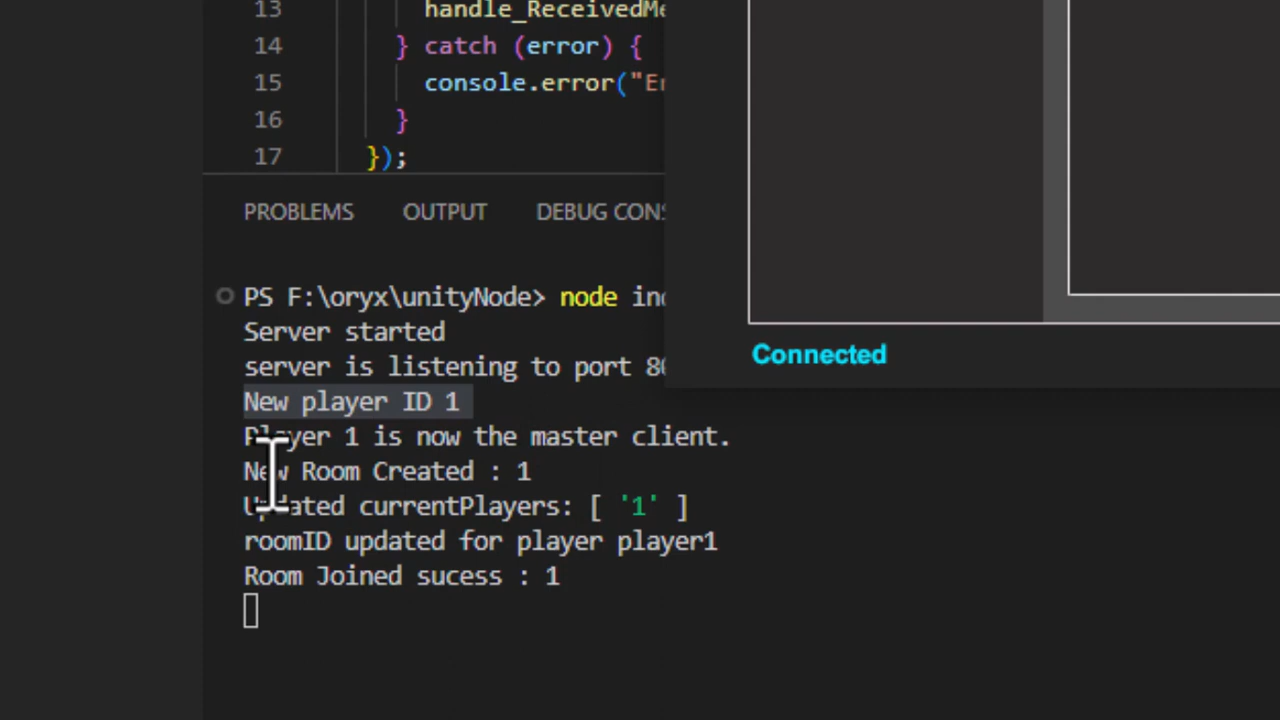 13 handle_ReceivedMe
14 } catch (error) {
15 console.error("E
16 }
17 });
PROBLEMS OUTPUT DEBUG CONS
PS F:\oryx\unityNode> node ind
Server started
server is listening to port 80
New player ID 1
Player 1 is now the master client.
New Room Created : 1
Updated currentPlayers: [ '1' ]
roomID updated for player player1
Room Joined sucess : 1
Connected